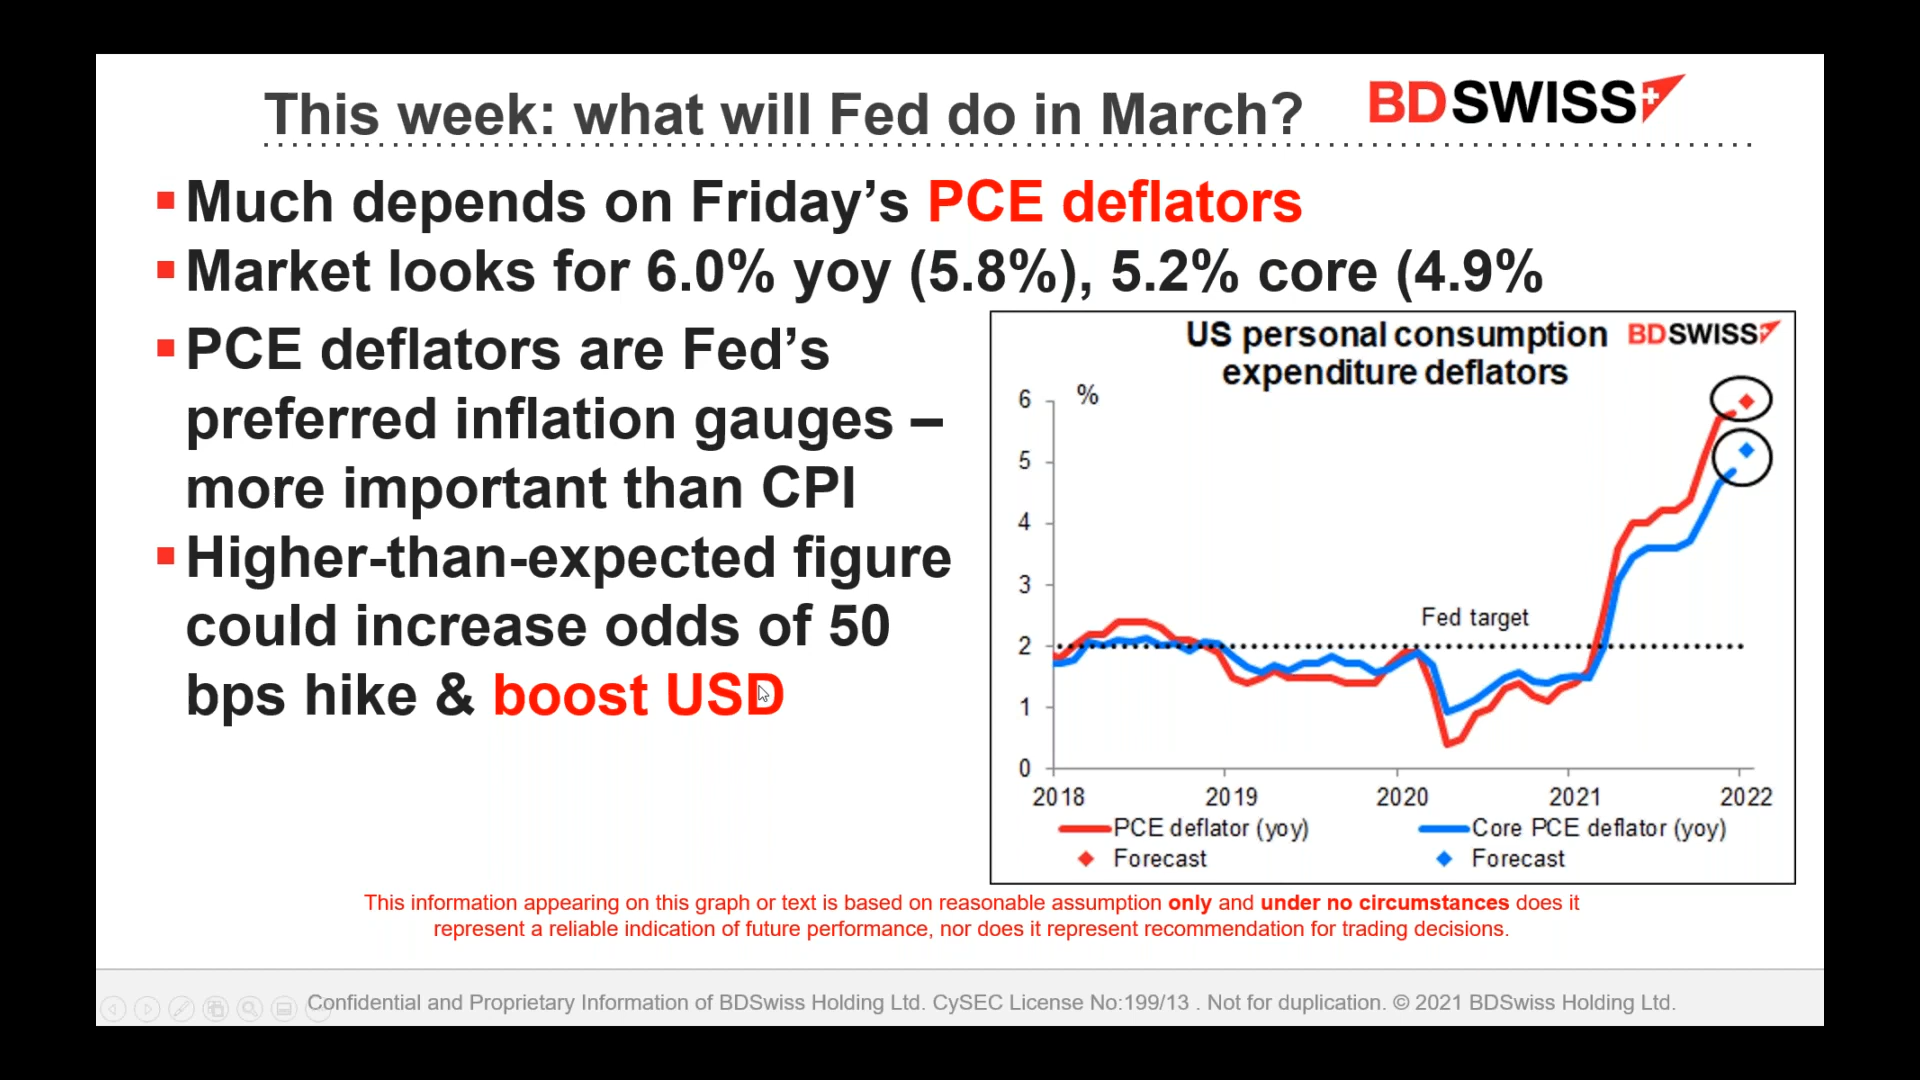 This week: what will Fed do in March?
BDSWISS
Much depends on Friday’s PCE deflators
Market looks for 6.0% yoy (5.8%), 5.2% core (4.9%
PCE deflators are Fed’s
preferred inflation gauges –
more important than CPI
Higher-than-expected figure
could increase odds of 50
bps hike & boost USD
US personal consumption
expenditure deflators
BDSWISS
%
6
5
4
3
2
1
0
Fed target
2018 2019 2020 2021 2022
PCE deflator (yoy) Core PCE deflator (yoy)
Forecast Forecast
This information appearing on this graph or text is based on reasonable assumption only and under no circumstances does it
represent a reliable indication of future performance, nor does it represent recommendation for trading decisions.
Confidential and Proprietary Information of BDSwiss Holding Ltd. CySEC License No:199/13 . Not for duplication. © 2021 BDSwiss Holding Ltd.